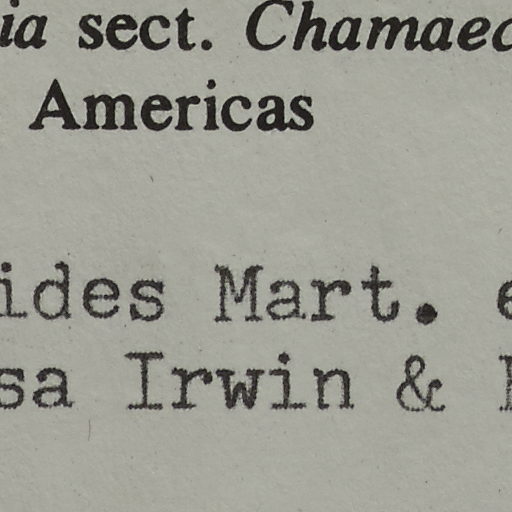 ia sect. Chamaec
Americas
ides Mart. e
sa Irwin &